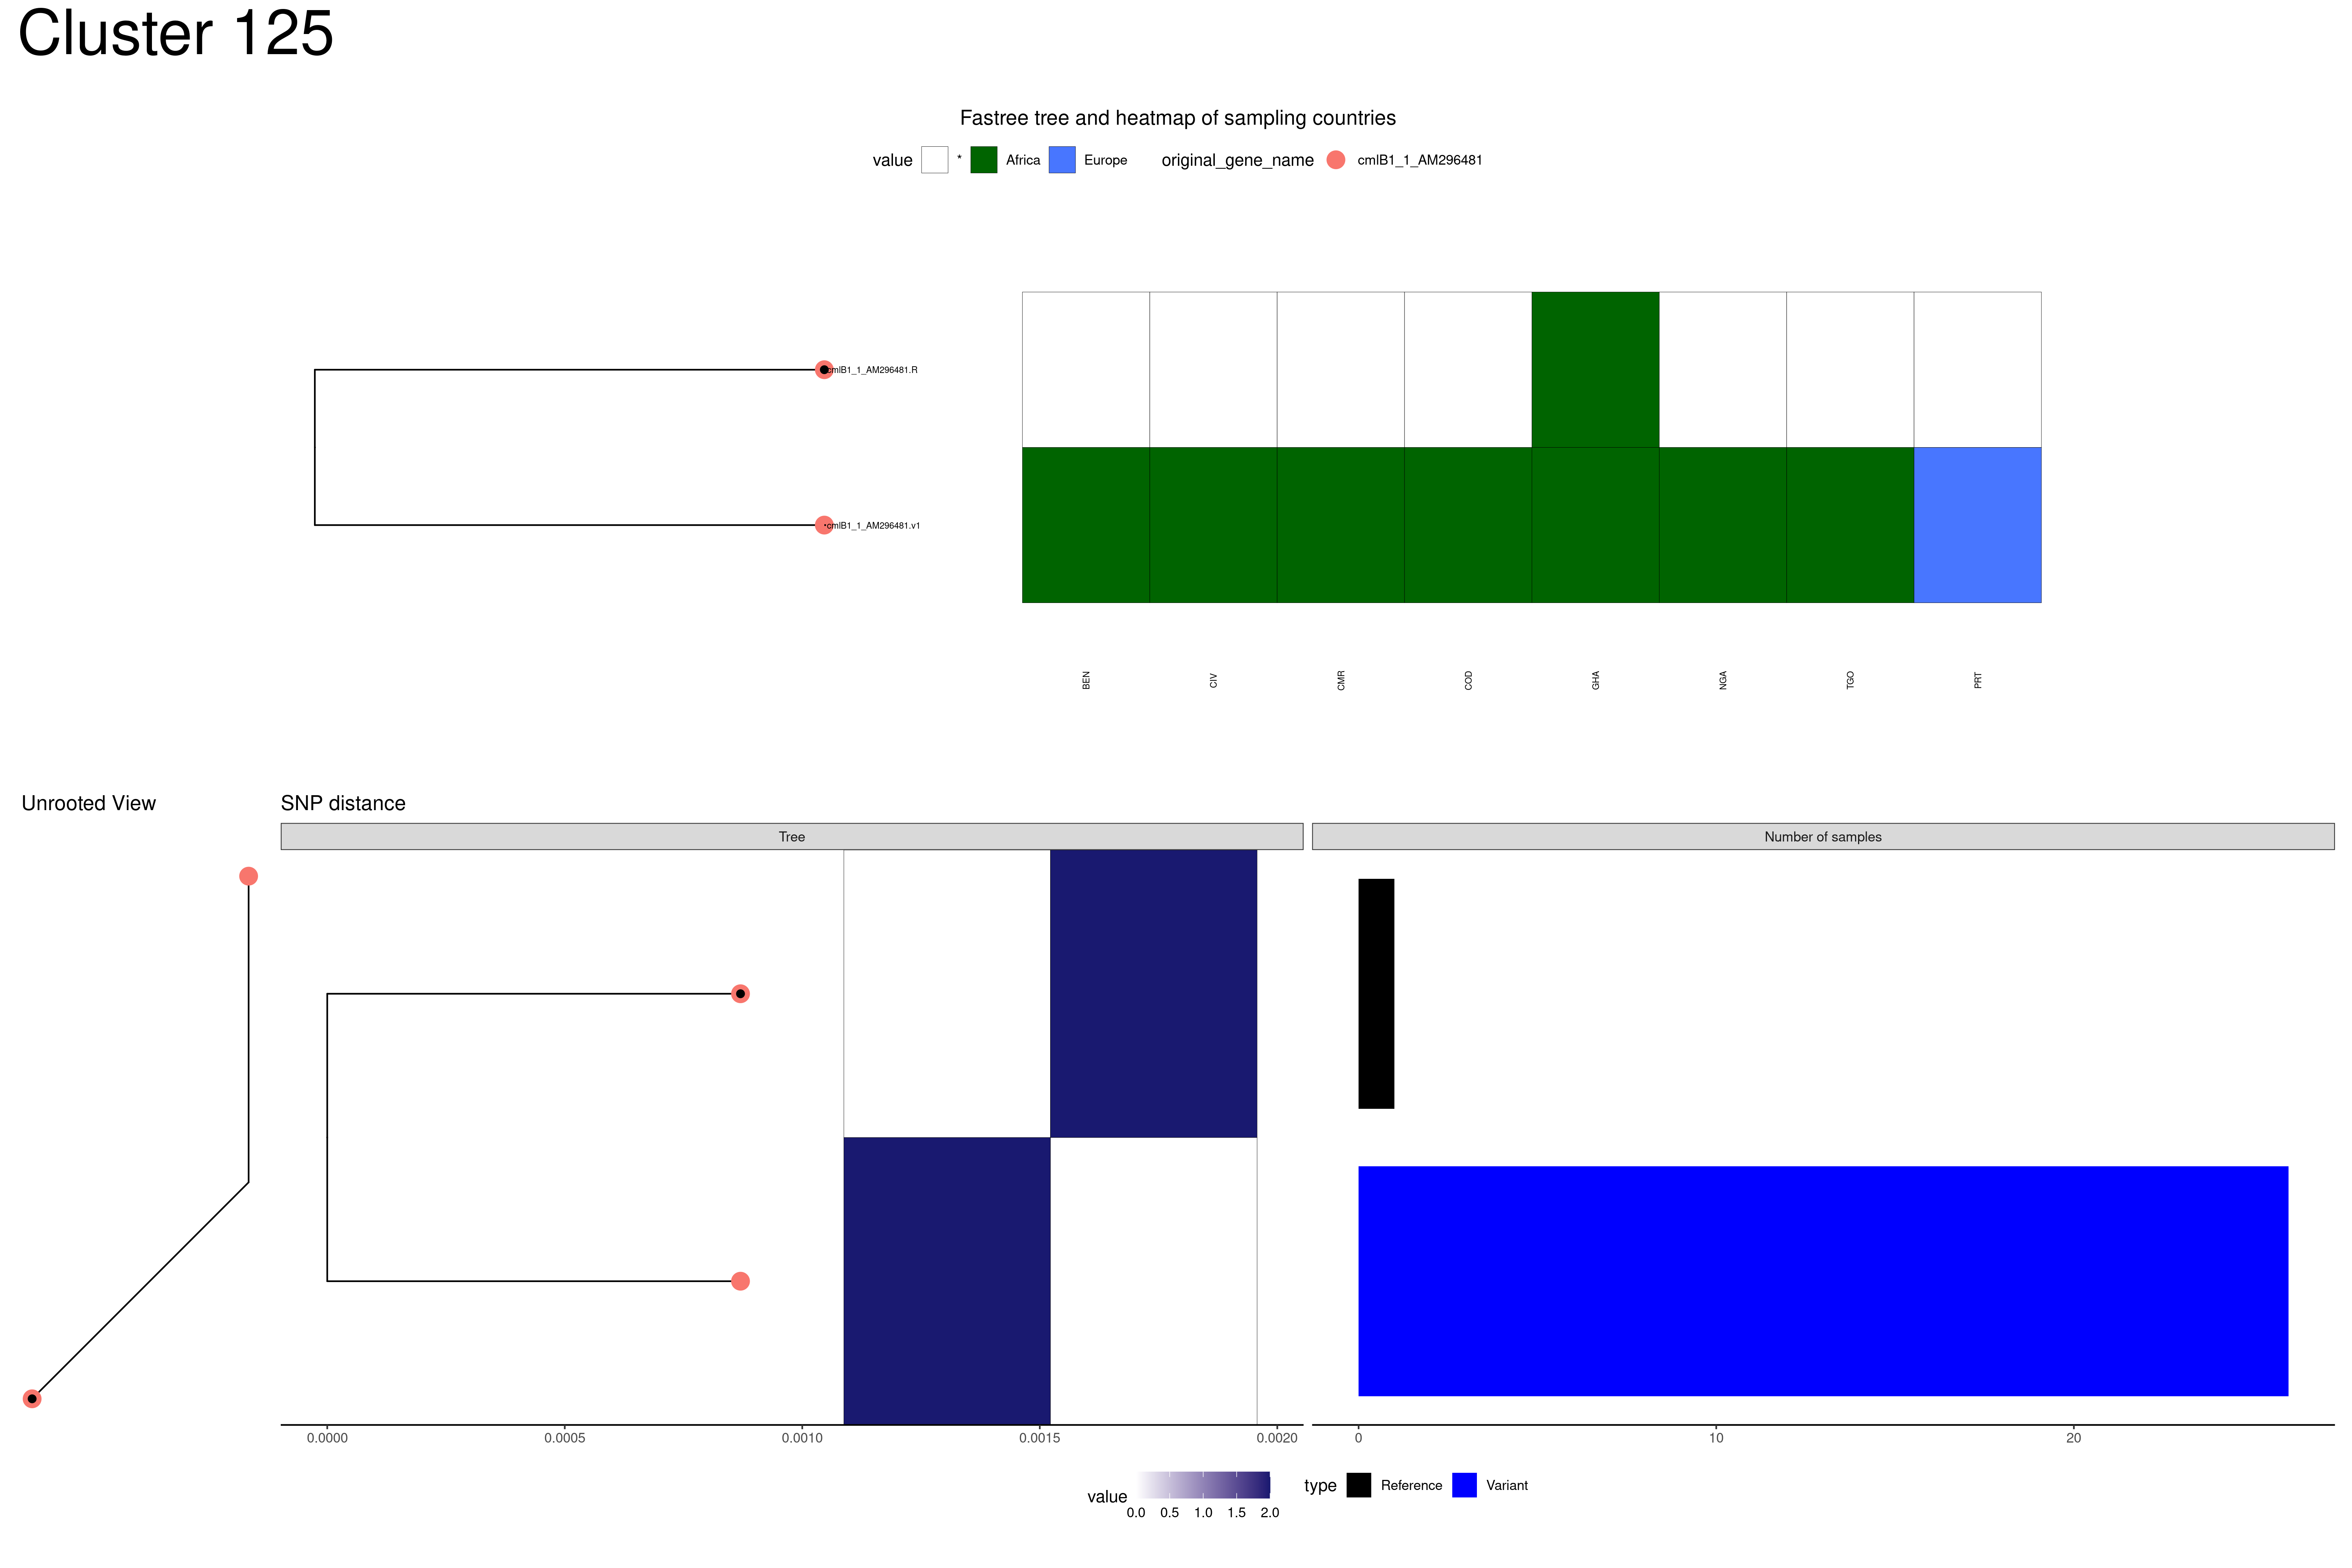 Cluster 125
Fastree tree and heatmap of sampling countries
value * Africa Europe original_gene_name cmlB1_1_AM296481
cmlB1_1_AM296481.R
cmlB1_1_AM296481.v1
BEN CIV CMR COD GHA NGA TGO PRT
Unrooted View SNP distance
Tree Number of samples
0.0000 0.0005 0.0010 0.0015 0.0020 0 10 20
value 0.0 0.5 1.0 1.5 2.0 type Reference Variant